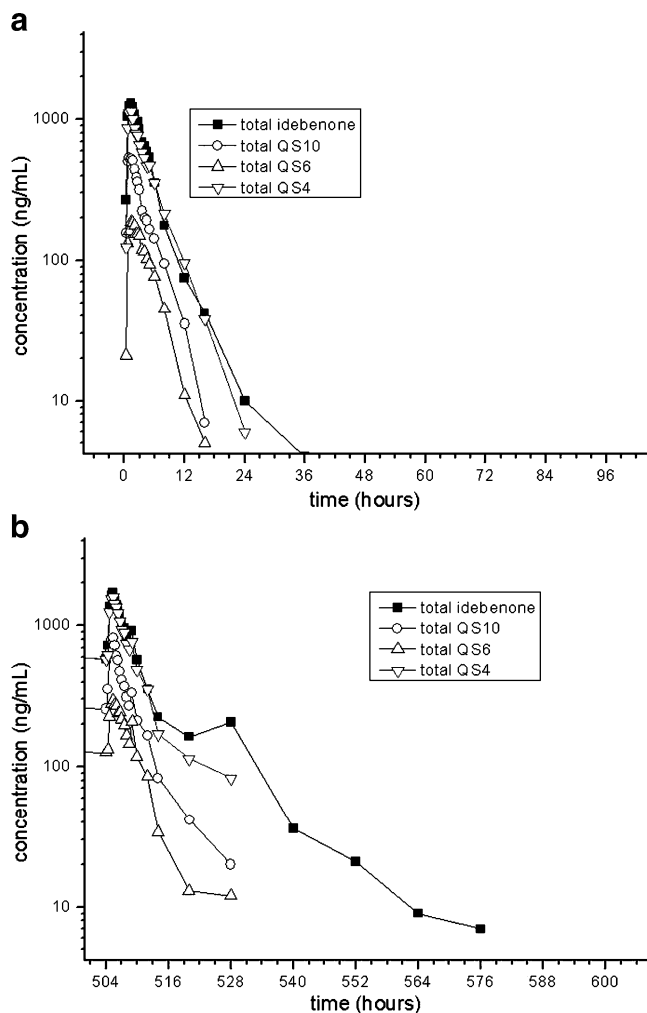 a
concentration (ng/mL)
1000
100
10
total idebenone
total QS10
total QS6
total QS4
0 12 24 36 48 60 72 84 96
time (hours)
b
concentration (ng/mL)
1000
100
10
total idebenone
total QS10
total QS6
total QS4
504 516 528 540 552 564 576 588 600
time (hours)